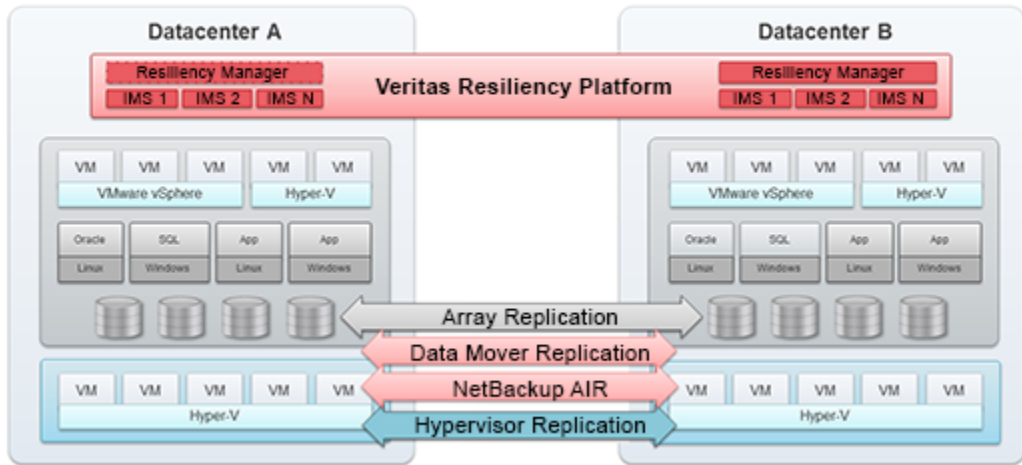 Datacenter A
Datacenter B
Resiliency Manager
IMS 1 IMS 2 IMS N
Veritas Resiliency Platform
Resiliency Manager
IMS 1 IMS 2 IMS N
VM VM VM VM VM
VMware vSphere Hyper-V
Oracle SQL App App
Linux Windows Linux Windows
VM VM VM VM VM
VMware vSphere Hyper-V
Oracle SQL App App
Linux Windows Linux Windows
Array Replication
Data Mover Replication
NetBackup AIR
Hypervisor Replication
VM VM VM VM VM
Hyper-V
VM VM VM VM VM
Hyper-V